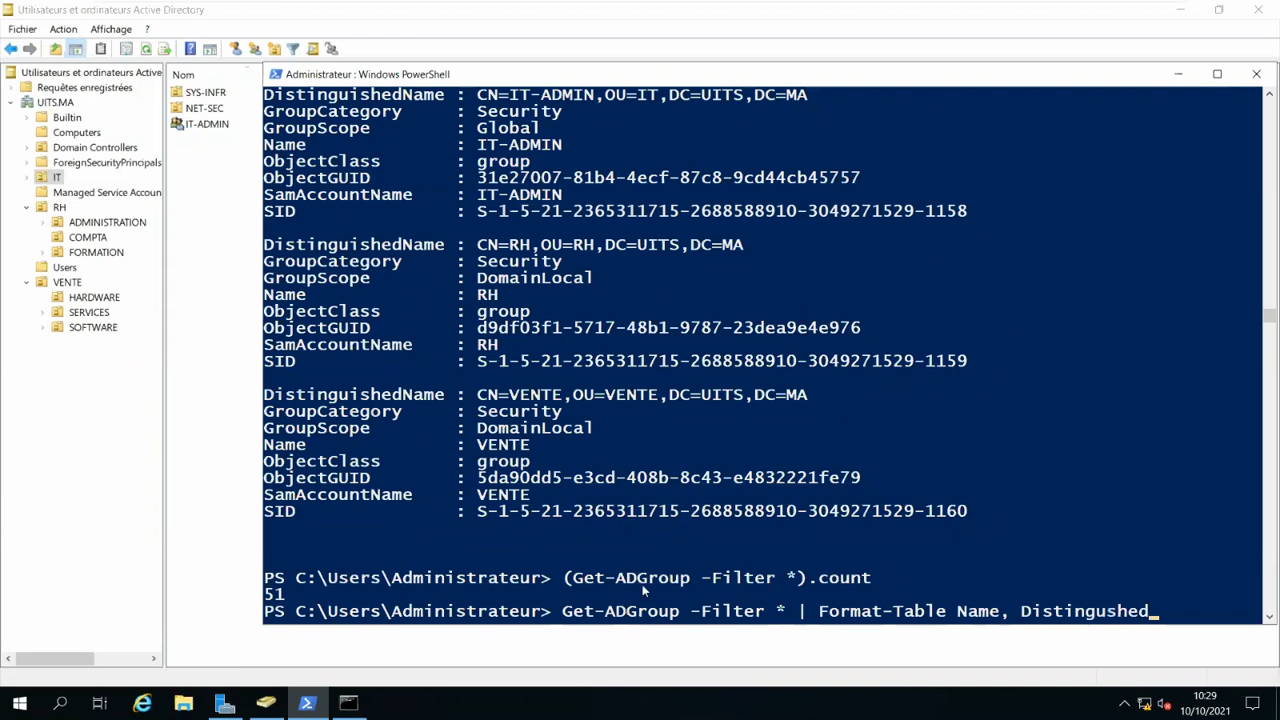 Utilisateurs et ordinateurs Active Directory
Fichier Action Affichage ?
Utilisateurs et ordinateurs Active
Requêtes enregistrées
UITS.MA
Builtin
Computers
Domain Controllers
ForeignSecurityPrincipals
IT
Managed Service Accoun
RH
ADMINISTRATION
COMPTA
FORMATION
Users
VENTE
HARDWARE
SERVICES
SOFTWARE
Nom
SYS-INFR
NET-SEC
IT-ADMIN
Administrateur : Windows PowerShell
DistinguishedName : CN=IT-ADMIN,OU=IT,DC=UITS,DC=MA
GroupCategory : Security
GroupScope : Global
Name : IT-ADMIN
ObjectClass : group
ObjectGUID : 31e27007-81b4-4ecf-87c8-9cd44cb45757
SamAccountName : IT-ADMIN
SID : S-1-5-21-2365311715-2688588910-3049271529-1158
DistinguishedName : CN=RH,OU=RH,DC=UITS,DC=MA
GroupCategory : Security
GroupScope : DomainLocal
Name : RH
ObjectClass : group
ObjectGUID : d9df03f1-5717-48b1-9787-23dea9e4e976
SamAccountName : RH
SID : S-1-5-21-2365311715-2688588910-3049271529-1159
DistinguishedName : CN=VENTE,OU=VENTE,DC=UITS,DC=MA
GroupCategory : Security
GroupScope : DomainLocal
Name : VENTE
ObjectClass : group
ObjectGUID : 5da90dd5-e3cd-408b-8c43-e4832221fe79
SamAccountName : VENTE
SID : S-1-5-21-2365311715-2688588910-3049271529-1160
PS C:\Users\Administrateur> (Get-ADGroup -Filter *).count
51
PS C:\Users\Administrateur> Get-ADGroup -Filter * | Format-Table Name, Distingushed_
10:29
10/10/2021